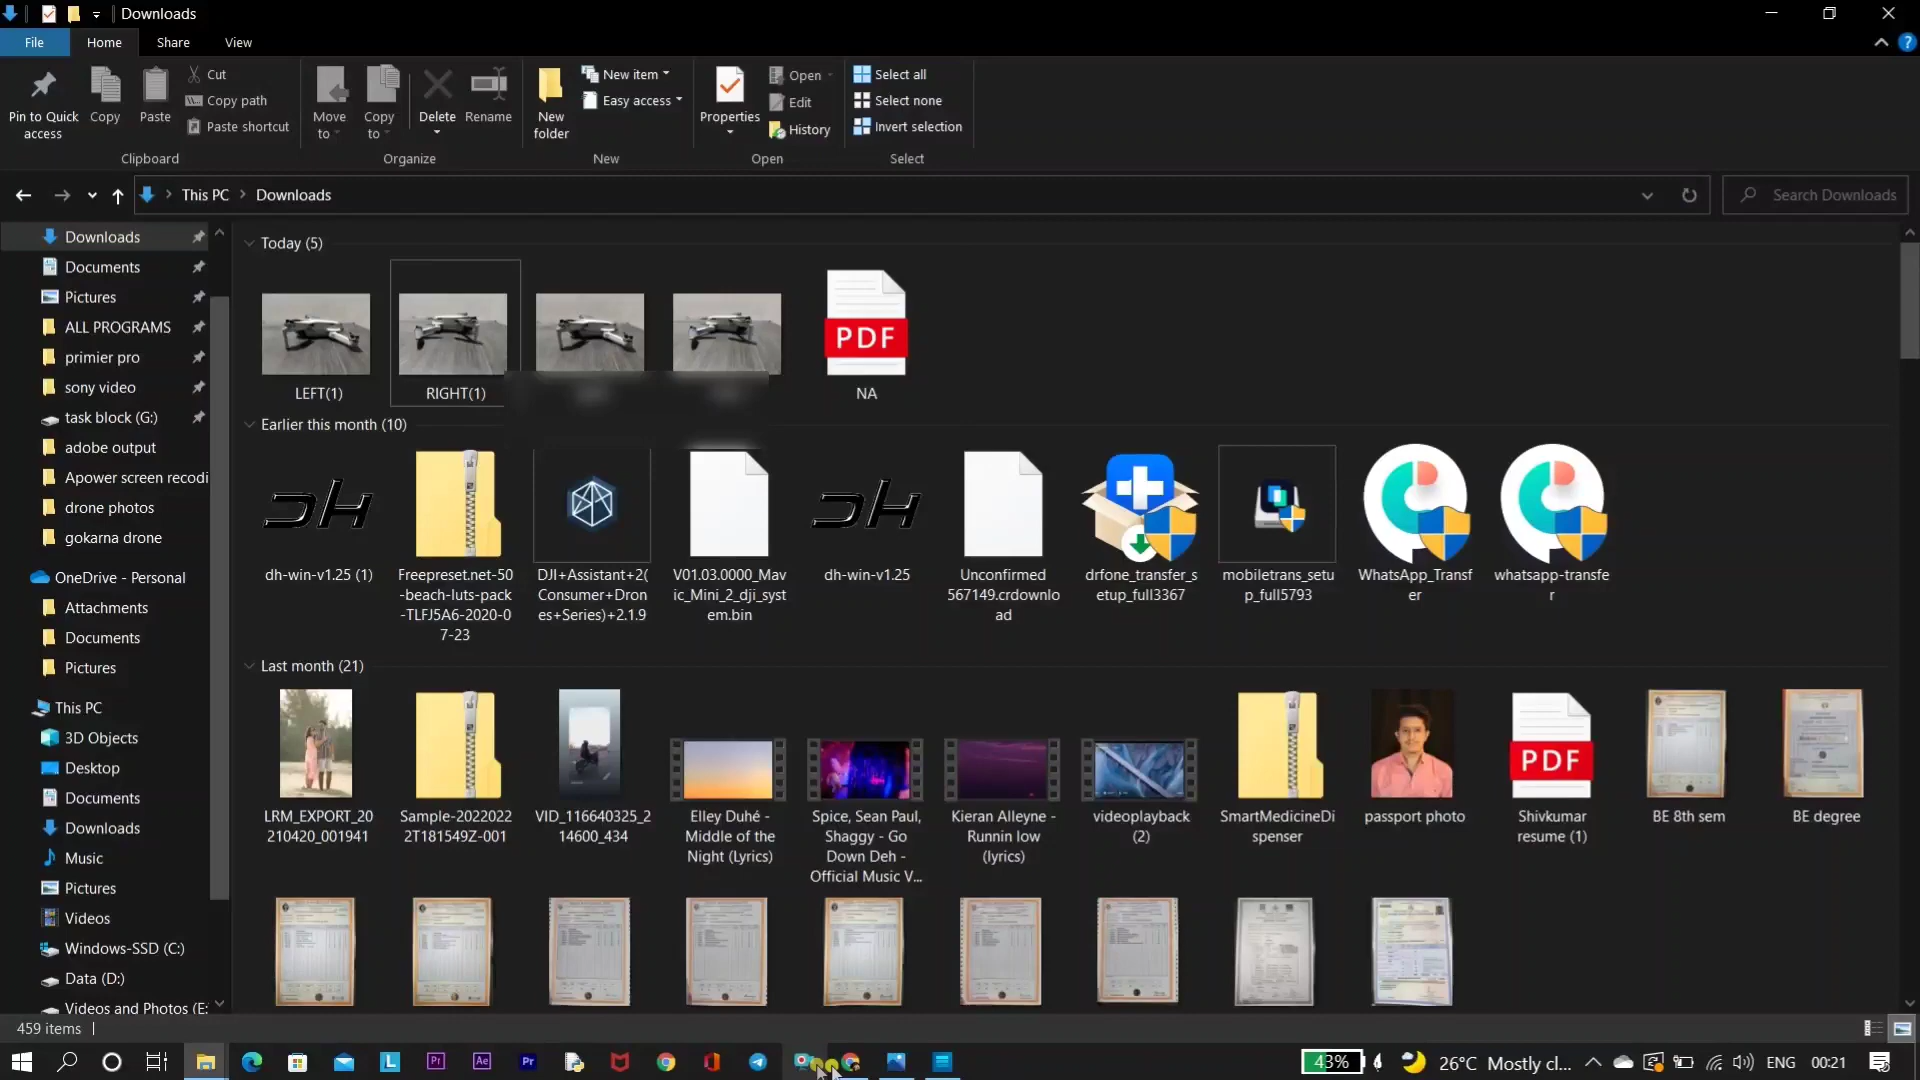 Downloads
File
Home
Share
View
Pin to Quick
access
Copy
Paste
Cut
Copy path
Paste shortcut
Move
to
Copy
to
Delete
Rename
New
folder
New item
Easy access
Properties
Open
Edit
History
Select all
Select none
Invert selection
Clipboard
Organize
New
Open
Select
This PC
Downloads
Search Downloads
Downloads
Documents
Pictures
ALL PROGRAMS
primier pro
sony video
task block (G:)
adobe output
Apower screen recodi
drone photos
gokarna drone
OneDrive - Personal
Attachments
Documents
Pictures
This PC
3D Objects
Desktop
Documents
Downloads
Music
Pictures
Videos
Windows-SSD (C:)
Data (D:)
Videos and Photos (E:
Today (5)
LEFT(1)
RIGHT(1)
PDF
NA
Earlier this month (10)
dh-win-v1.25 (1)
Freepreset.net-50
-beach-luts-pack
-TLFJ5A6-2020-0
7-23
DJI+Assistant+2(
Consumer+Dron
es+Series)+2.1.9
V01.03.0000_Mav
ic_Mini_2_dji_syst
em.bin
dh-win-v1.25
Unconfirmed
567149.crdownlo
ad
drfone_transfer_s
etup_full3367
mobiletrans_setu
p_full5793
WhatsApp_Transf
er
whatsapp-transfe
r
Last month (21)
LRM_EXPORT_20
210420_001941
Sample-2022022
2T181549Z-001
VID_116640325_2
14600_434
Elley Duhé -
Middle of the
Night (Lyrics)
Spice, Sean Paul,
Shaggy - Go
Down Deh -
Official Music V...
Kieran Alleyne -
Runnin low
(lyrics)
videoplayback
(2)
SmartMedicineDi
spenser
passport photo
PDF
Shivkumar
resume (1)
BE 8th sem
BE degree
459 items
L
Pr
Ae
Pr
43%
26°C Mostly cl...
ENG
00:21